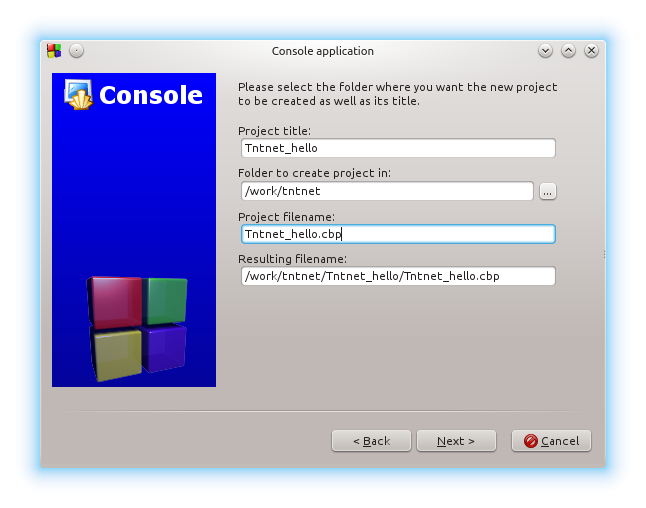 Console application
Console
Please select the folder where you want the new project
to be created as well as its title.
Project title:
Tntnet_hello
Folder to create project in:
/work/tntnet
...
Project filename:
Tntnet_hello.cbp
Resulting filename:
/work/tntnet/Tntnet_hello/Tntnet_hello.cbp
< Back
Next >
Cancel